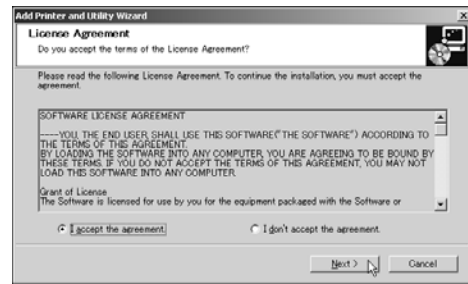 Add Printer and Utility Wizard
License Agreement
Do you accept the terms of the License Agreement?
Please read the following License Agreement. To continue the installation, you must accept the
agreement.
SOFTWARE LICENSE AGREEMENT
----YOU, THE END USER, SHALL USE THIS SOFTWARE("THE SOFTWARE") ACCORDING TO
THE TERMS OF THIS AGREEMENT.
BY LOADING THE SOFTWARE INTO ANY COMPUTER, YOU ARE AGREEING TO BE BOUND BY
THESE TERMS. IF YOU DO NOT ACCEPT THE TERMS OF THIS AGREEMENT, YOU MAY NOT
LOAD THIS SOFTWARE INTO ANY COMPUTER.
Grant of License
The Software is licensed for use by you for the equipment packaged with the Software or
I accept the agreement.
I don't accept the agreement.
Next >
Cancel